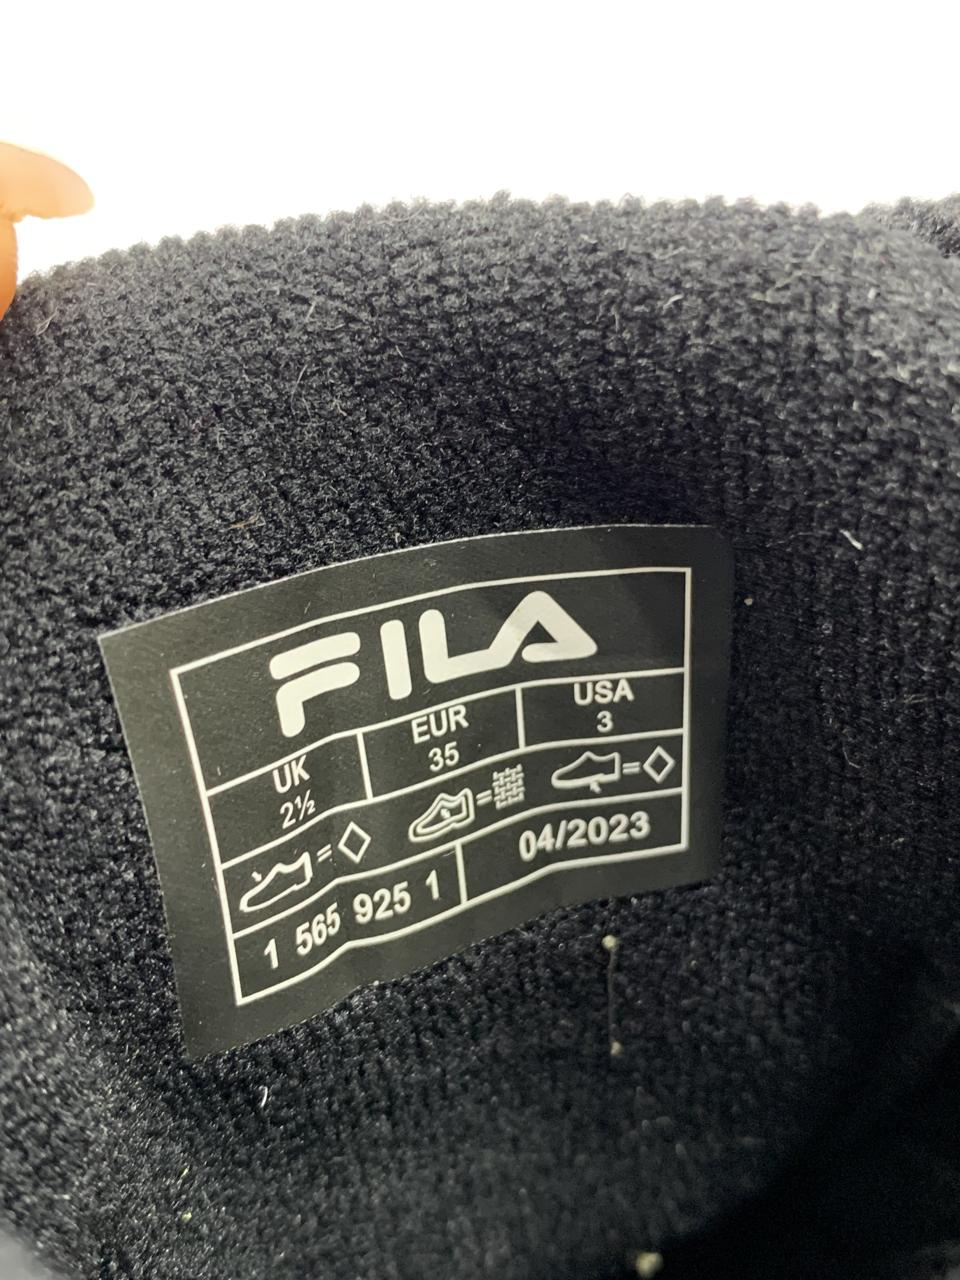 FILA
UK EUR USA
2½ 35 3
= = =
1 565 925 1 04/2023